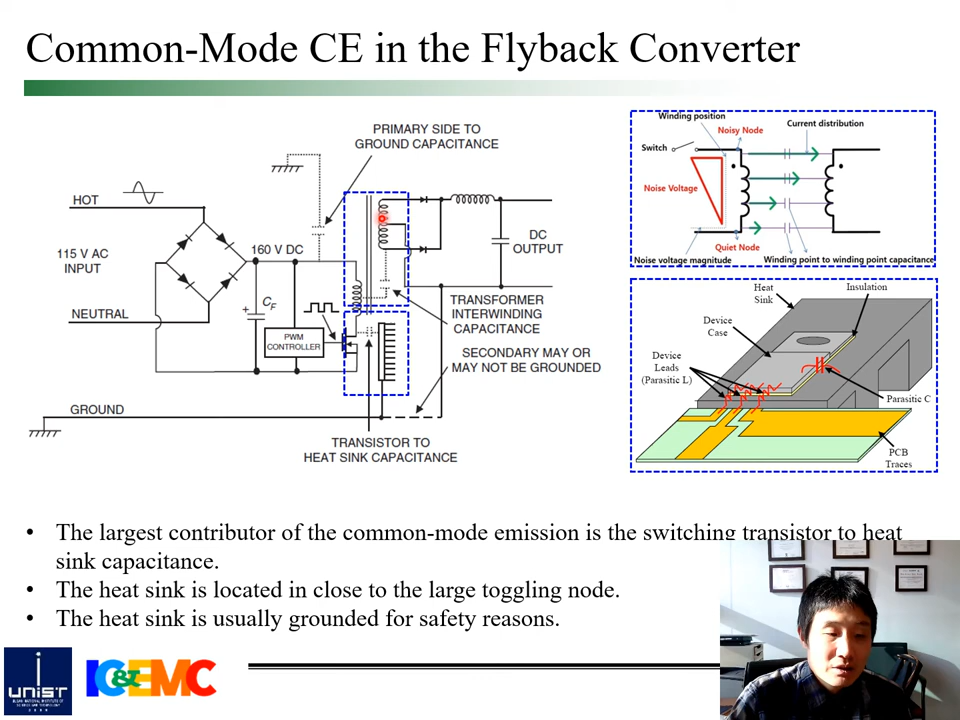 Common-Mode CE in the Flyback Converter
PRIMARY SIDE TO
GROUND CAPACITANCE
HOT
115 V AC
INPUT
160 V DC
NEUTRAL
+
CF
PWM
CONTROLLER
DC
OUTPUT
TRANSFORMER
INTERWINDING
CAPACITANCE
SECONDARY MAY OR
MAY NOT BE GROUNDED
GROUND
TRANSISTOR TO
HEAT SINK CAPACITANCE
Winding position
Noisy Node
Current distribution
Switch
Noise Voltage
Quiet Node
Noise voltage magnitude
Winding point to winding point capacitance
Heat
Sink
Insulation
Device
Case
Device
Leads
(Parasitic L)
Parasitic C
PCB
Traces
• The largest contributor of the common-mode emission is the switching transistor to heat
sink capacitance.
• The heat sink is located in close to the large toggling node.
• The heat sink is usually grounded for safety reasons.
UNIST
IC&EMC